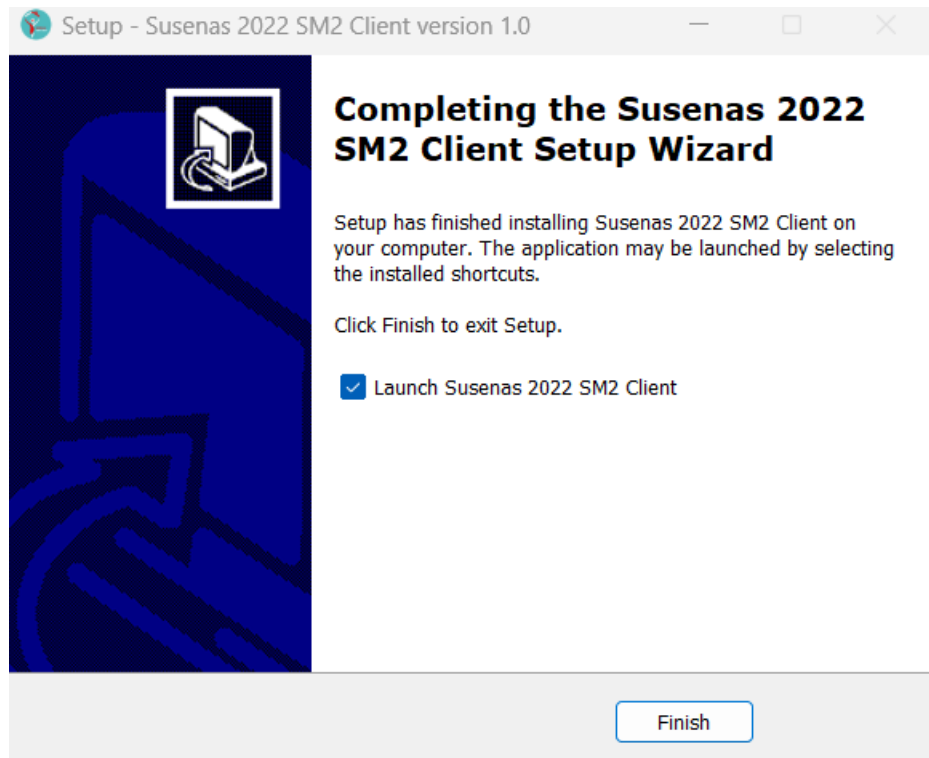 Setup - Susenas 2022 SM2 Client version 1.0
Completing the Susenas 2022
SM2 Client Setup Wizard
Setup has finished installing Susenas 2022 SM2 Client on
your computer. The application may be launched by selecting
the installed shortcuts.
Click Finish to exit Setup.
Launch Susenas 2022 SM2 Client
Finish